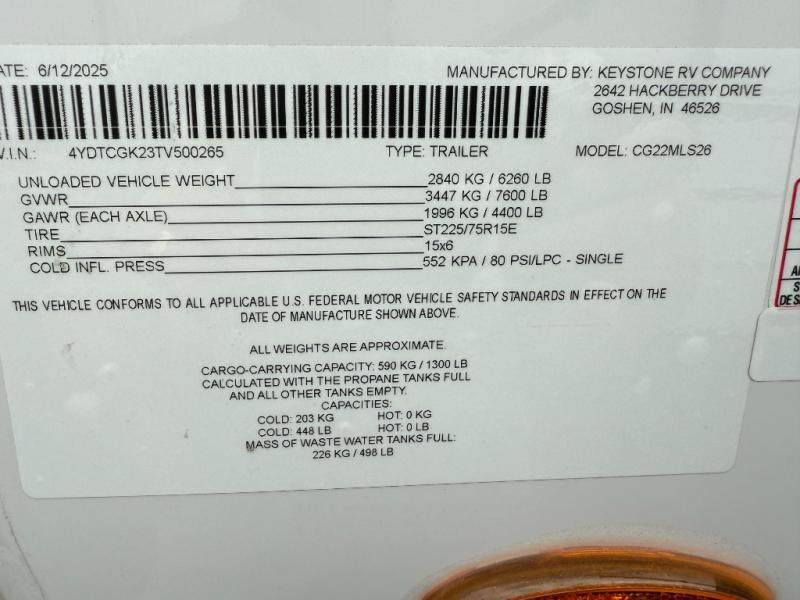 ATE: 6/12/2025
MANUFACTURED BY: KEYSTONE RV COMPANY
2642 HACKBERRY DRIVE
GOSHEN, IN 46526
V.I.N.: 4YDTCGK23TV500265 TYPE: TRAILER MODEL: CG22MLS26
UNLOADED VEHICLE WEIGHT 2840 KG / 6260 LB
GVWR 3447 KG / 7600 LB
GAWR (EACH AXLE) 1996 KG / 4400 LB
TIRE ST225/75R15E
RIMS 15x6
COLD INFL. PRESS 552 KPA / 80 PSI/LPC - SINGLE
THIS VEHICLE CONFORMS TO ALL APPLICABLE U.S. FEDERAL MOTOR VEHICLE SAFETY STANDARDS IN EFFECT ON THE
DATE OF MANUFACTURE SHOWN ABOVE.
ALL WEIGHTS ARE APPROXIMATE.
CARGO-CARRYING CAPACITY: 590 KG / 1300 LB
CALCULATED WITH THE PROPANE TANKS FULL
AND ALL OTHER TANKS EMPTY.
CAPACITIES:
COLD: 203 KG HOT: 0 KG
COLD: 448 LB HOT: 0 LB
MASS OF WASTE WATER TANKS FULL:
226 KG / 498 LB